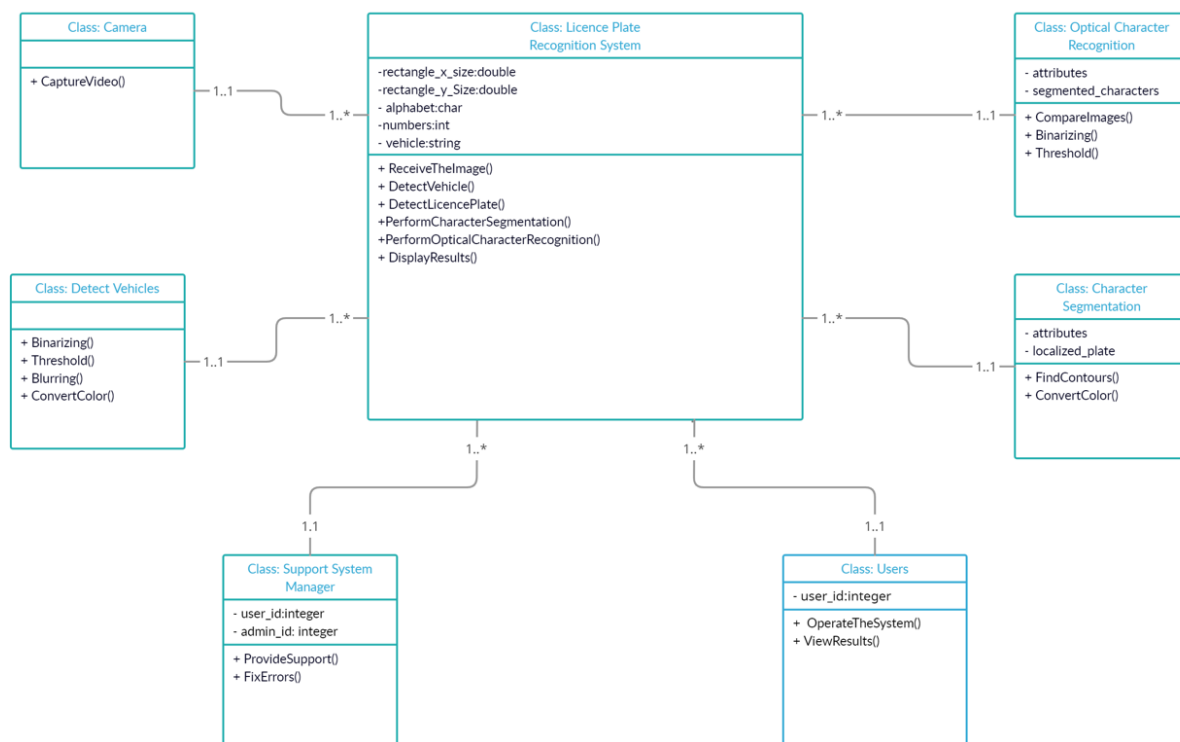 Class: Camera
+ CaptureVideo()
1..1
1..*
Class: Licence Plate
Recognition System
-rectangle_x_size:double
-rectangle_y_Size:double
- alphabet:char
-numbers:int
- vehicle:string
+ ReceiveTheImage()
+ DetectVehicle()
+ DetectLicencePlate()
+PerformCharacterSegmentation()
+PerformOpticalCharacterRecognition()
+ DisplayResults()
1..*
1..1
Class: Optical Character
Recognition
- attributes
- segmented_characters
+ CompareImages()
+ Binarizing()
+ Threshold()
Class: Detect Vehicles
+ Binarizing()
+ Threshold()
+ Blurring()
+ ConvertColor()
1..1
1..*
1..*
1..1
Class: Character
Segmentation
- attributes
- localized_plate
+ FindContours()
+ ConvertColor()
1..*
1.1
Class: Support System
Manager
- user_id:integer
- admin_id: integer
+ ProvideSupport()
+ FixErrors()
1..*
1..1
Class: Users
- user_id:integer
+ OperateTheSystem()
+ ViewResults()